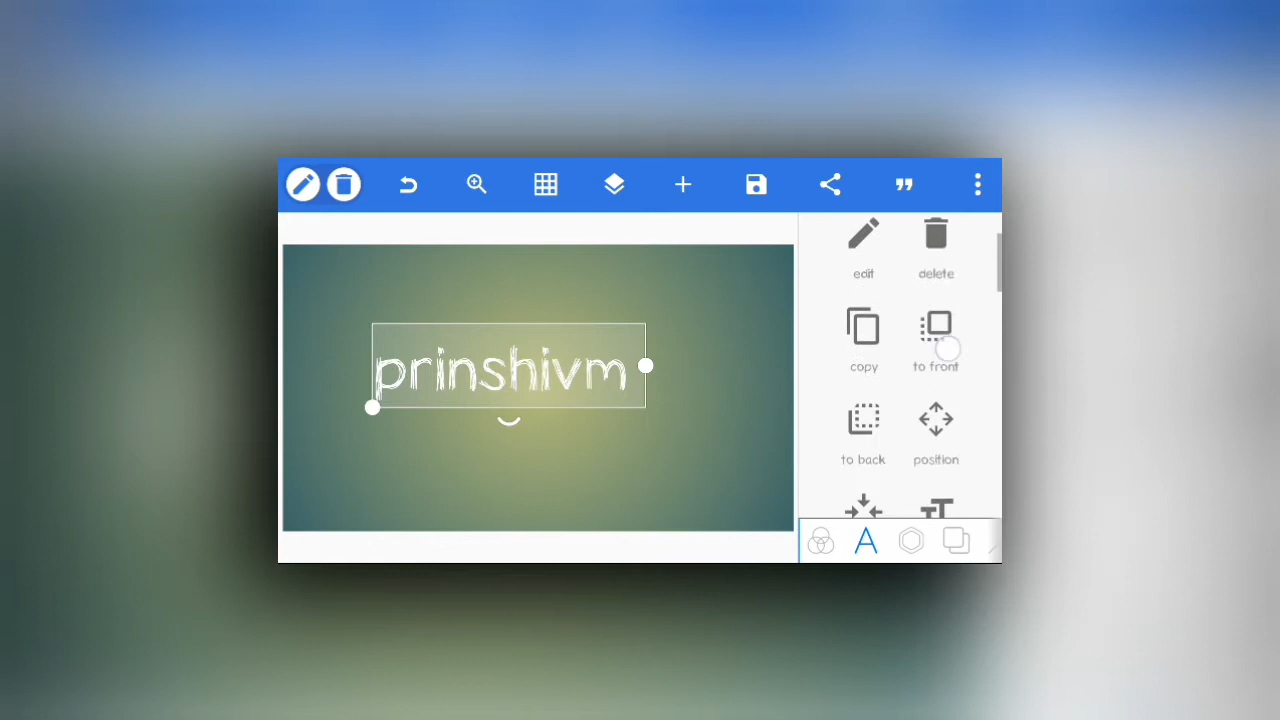 prinshivm
edit delete
copy to front
to back position